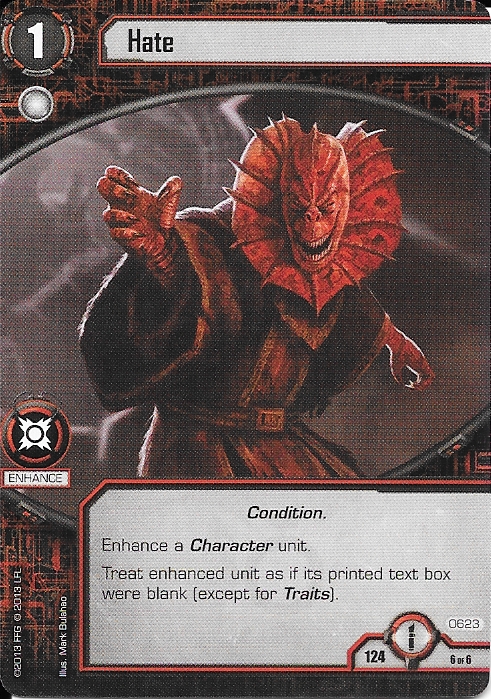 1
Hate
ENHANCE
Condition.
Enhance a Character unit.
Treat enhanced unit as if its printed text box
were blank (except for Traits).
©2013 FFG © 2013 LFL
Illus. Mark Bulahao
0623
124
6 OF 6